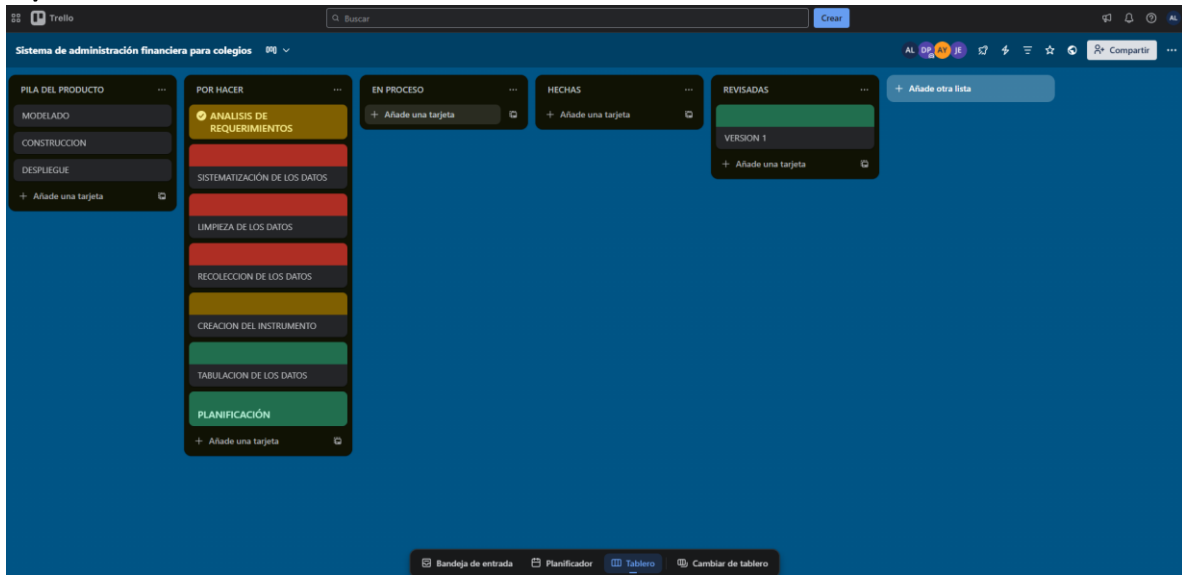 Trello
Buscar
Crear
AL
Sistema de administración financiera para colegios
AL DP AY JE
Compartir
PILA DEL PRODUCTO
MODELADO
CONSTRUCCION
DESPLIEGUE
+ Añade una tarjeta
POR HACER
ANALISIS DE
REQUERIMIENTOS
SISTEMATIZACIÓN DE LOS DATOS
LIMPIEZA DE LOS DATOS
RECOLECCION DE LOS DATOS
CREACION DEL INSTRUMENTO
TABULACION DE LOS DATOS
PLANIFICACIÓN
+ Añade una tarjeta
EN PROCESO
+ Añade una tarjeta
HECHAS
+ Añade una tarjeta
REVISADAS
VERSION 1
+ Añade una tarjeta
+ Añade otra lista
Bandeja de entrada
Planificador
Tablero
Cambiar de tablero